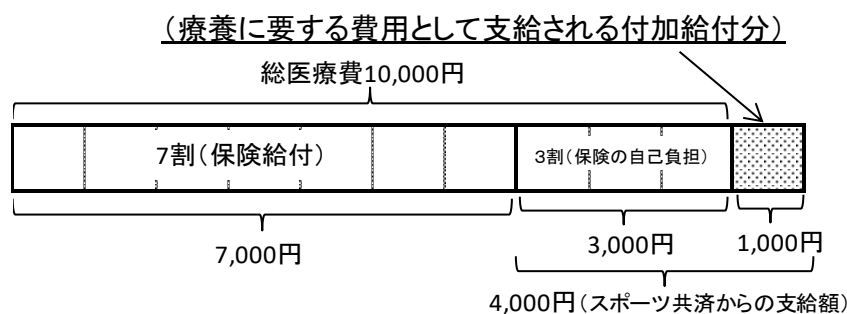 (療養に要する費用として支給される付加給付分)
総医療費10,000円
7割(保険給付)
3割(保険の自己負担)
7,000円
3,000円
1,000円
4,000円(スポーツ共済からの支給額)